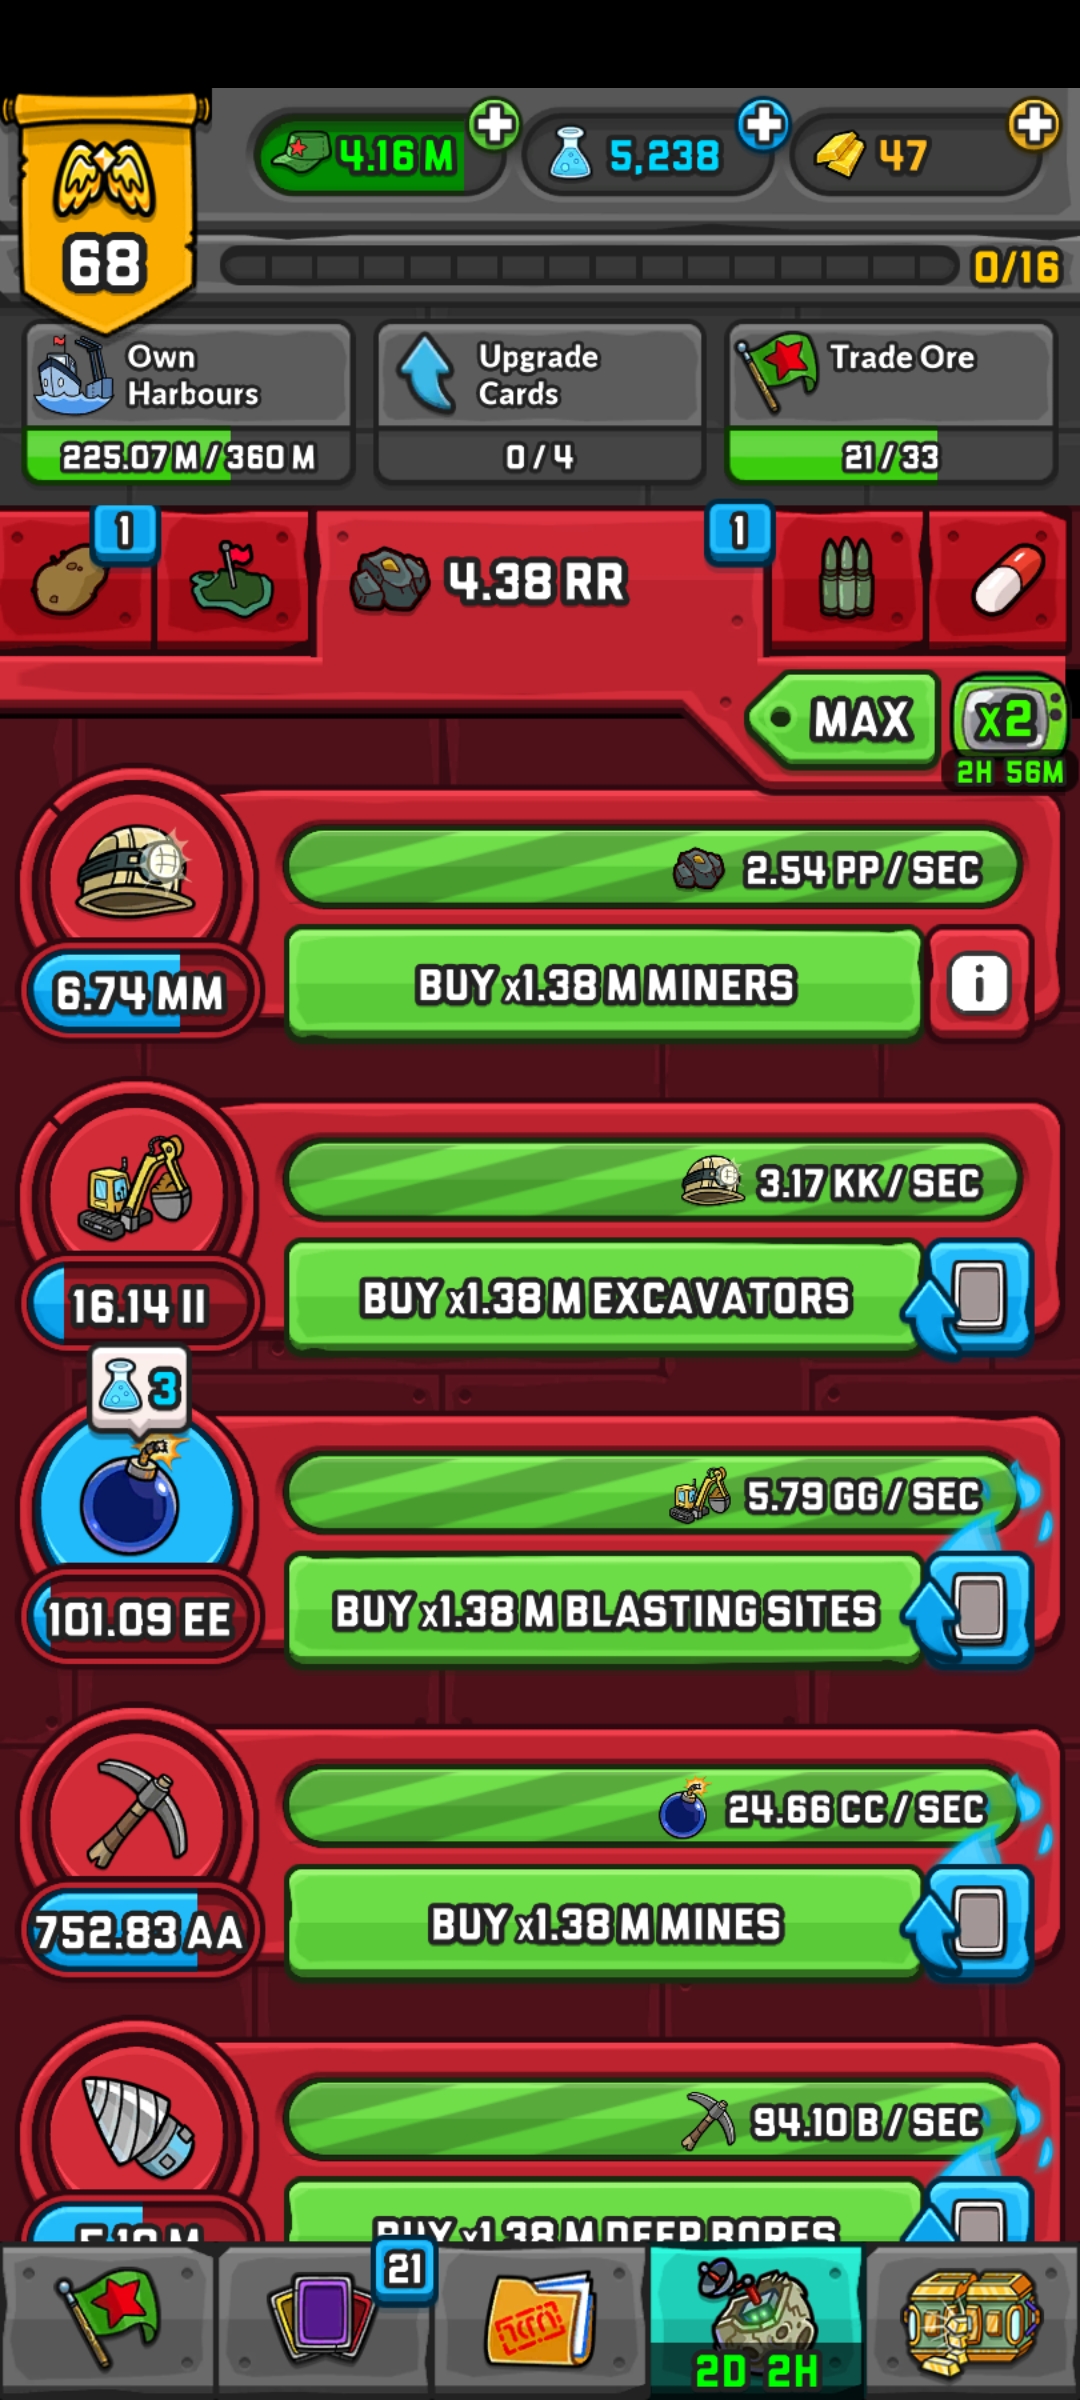 4.16 M
5,238
47
68
0/16
Own
Harbours
225.07 M / 360 M
Upgrade
Cards
0 / 4
Trade Ore
21 / 33
1
4.38 RR
1
MAX
x2
2H 56M
2.54 PP / SEC
6.74 MM
BUY x1.38 M MINERS
i
3.17 KK / SEC
16.14 II
BUY x1.38 M EXCAVATORS
3
5.79 GG / SEC
101.09 EE
BUY x1.38 M BLASTING SITES
24.66 CC / SEC
752.83 AA
BUY x1.38 M MINES
94.10 B / SEC
BUY x1.38 M DEEP BORES
21
2D 2H